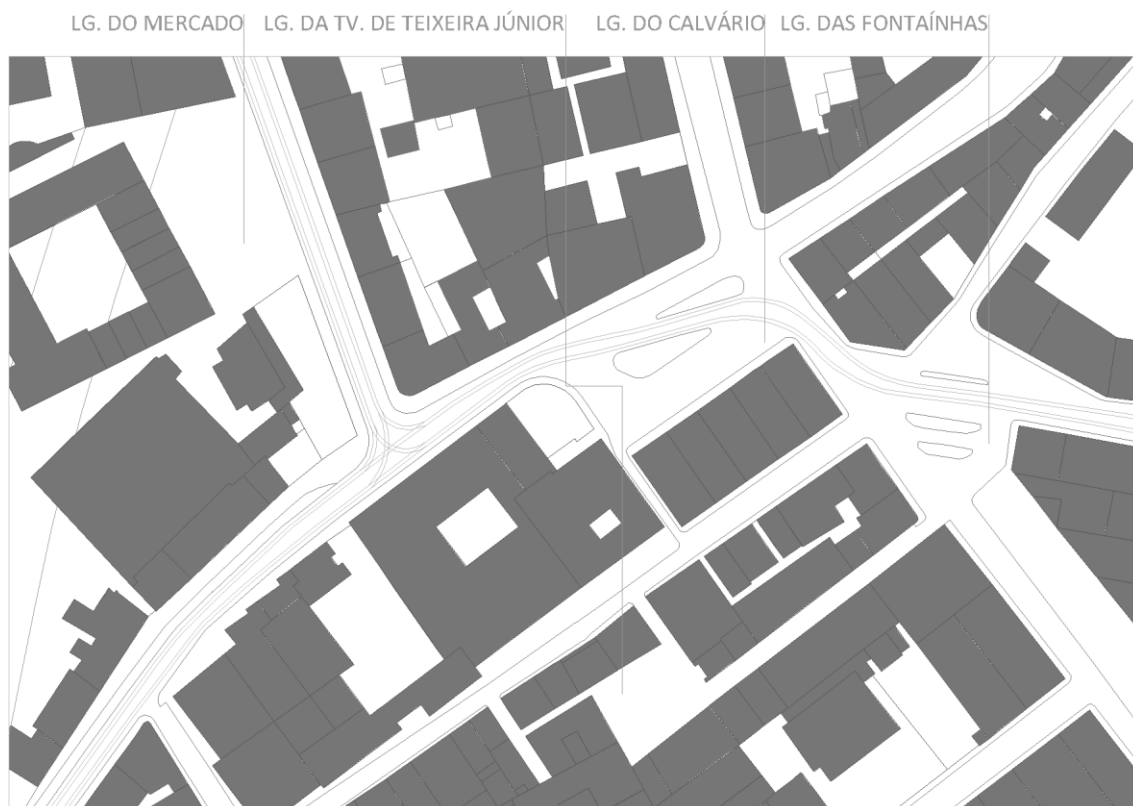 LG. DO MERCADO LG. DA TV. DE TEIXEIRA JÚNIOR LG. DO CALVÁRIO LG. DAS FONTAÍNHAS